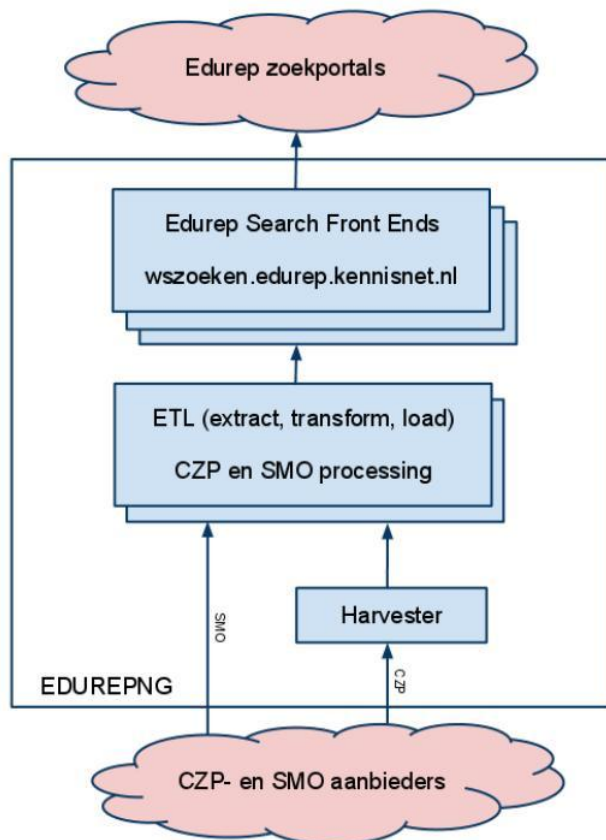 Edurep zoekportals
Edurep Search Front Ends
wszoeken.edurep.kennisnet.nl
ETL (extract, transform, load)
CZP en SMO processing
SMO
Harvester
CZP
EDUREPNG
CZP- en SMO aanbieders